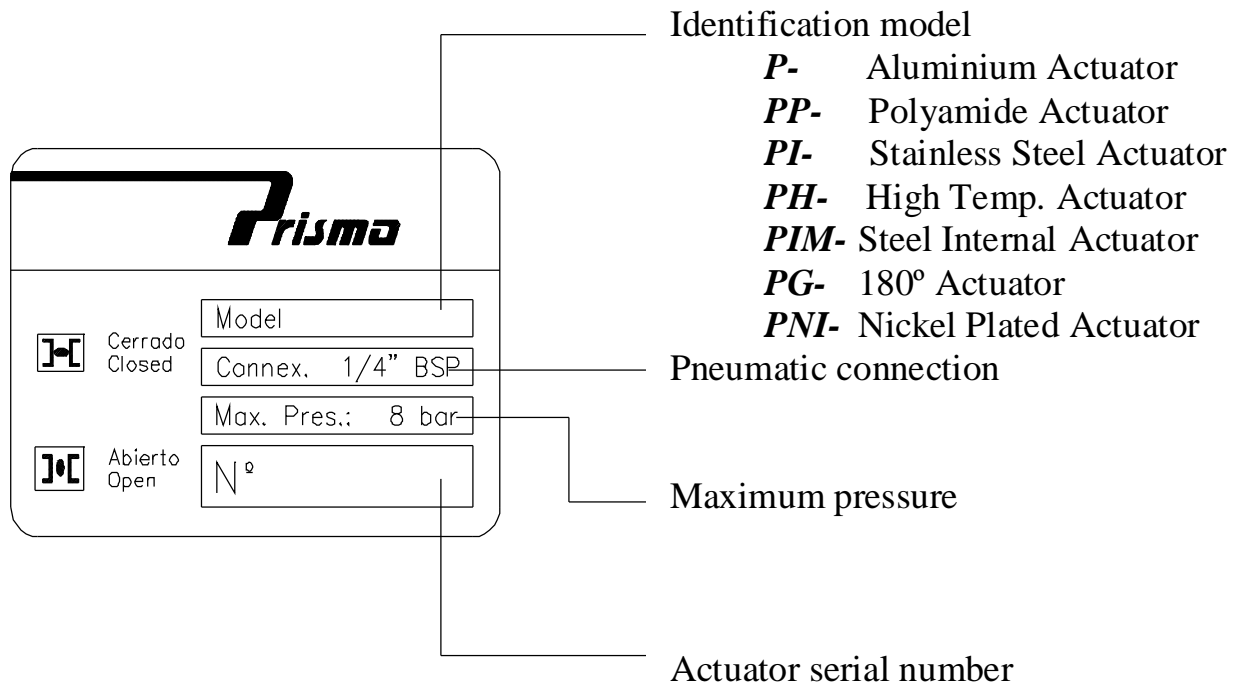 Identification model
P- Aluminium Actuator
PP- Polyamide Actuator
PI- Stainless Steel Actuator
PH- High Temp. Actuator
PIM- Steel Internal Actuator
PG- 180º Actuator
PNI- Nickel Plated Actuator
Pneumatic connection
Maximum pressure
Actuator serial number
Prisma
Cerrado
Closed
Model
Connex. 1/4” BSP
Max. Pres.: 8 bar
Abierto
Open
Nº